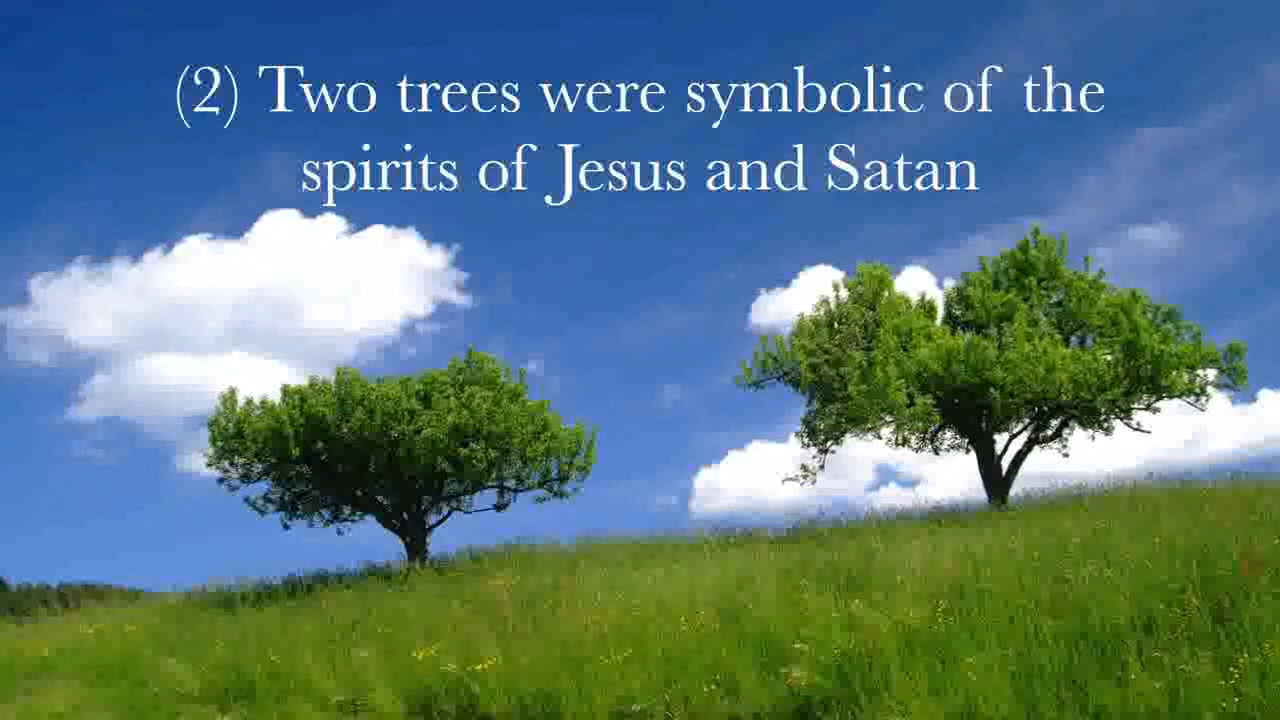 (2) Two trees were symbolic of the
spirits of Jesus and Satan